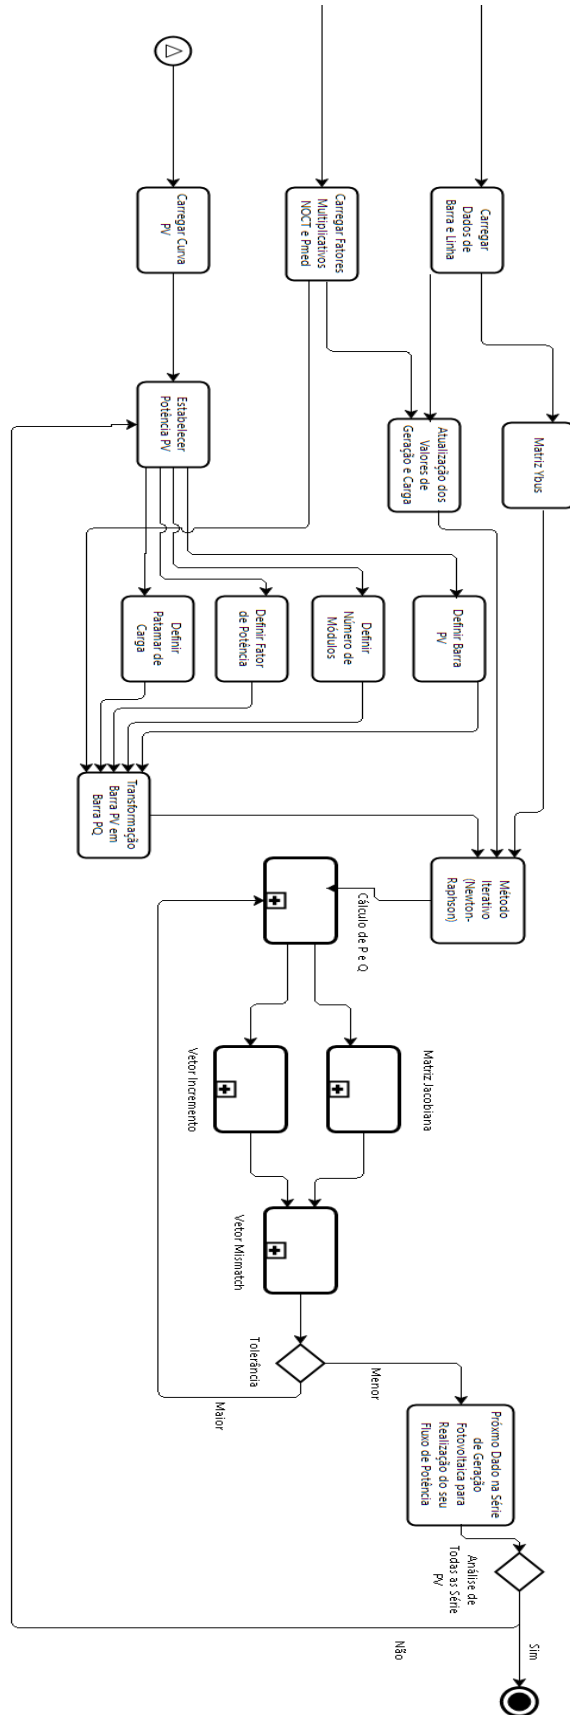 Carregar Curva
PV
Carregar Fatores
Multiplicativos
NOCT e Pmed
Carregar
Dados de
Barra e Linha
Estabelecer
Potência PV
Atualização dos
Valores de
Geração e Carga
Matriz Ybus
Definir
Patamar de
Carga
Definir Fator
de Potência
Definir
Número de
Módulos
Definir Barra
PV
Transformação
Barra PV em
Barra PQ
Método
Iterativo
(Newton-
Raphson)
Cálculo de P e Q
Vetor Incremento
Matriz Jacobiana
Vetor Mismatch
Tolerância
Menor
Maior
Próximo Dado na Série
de Geração
Fotovoltaica para
Realização do seu
Fluxo de Potência
Análise de
Todas as Série
PV
Não
Sim